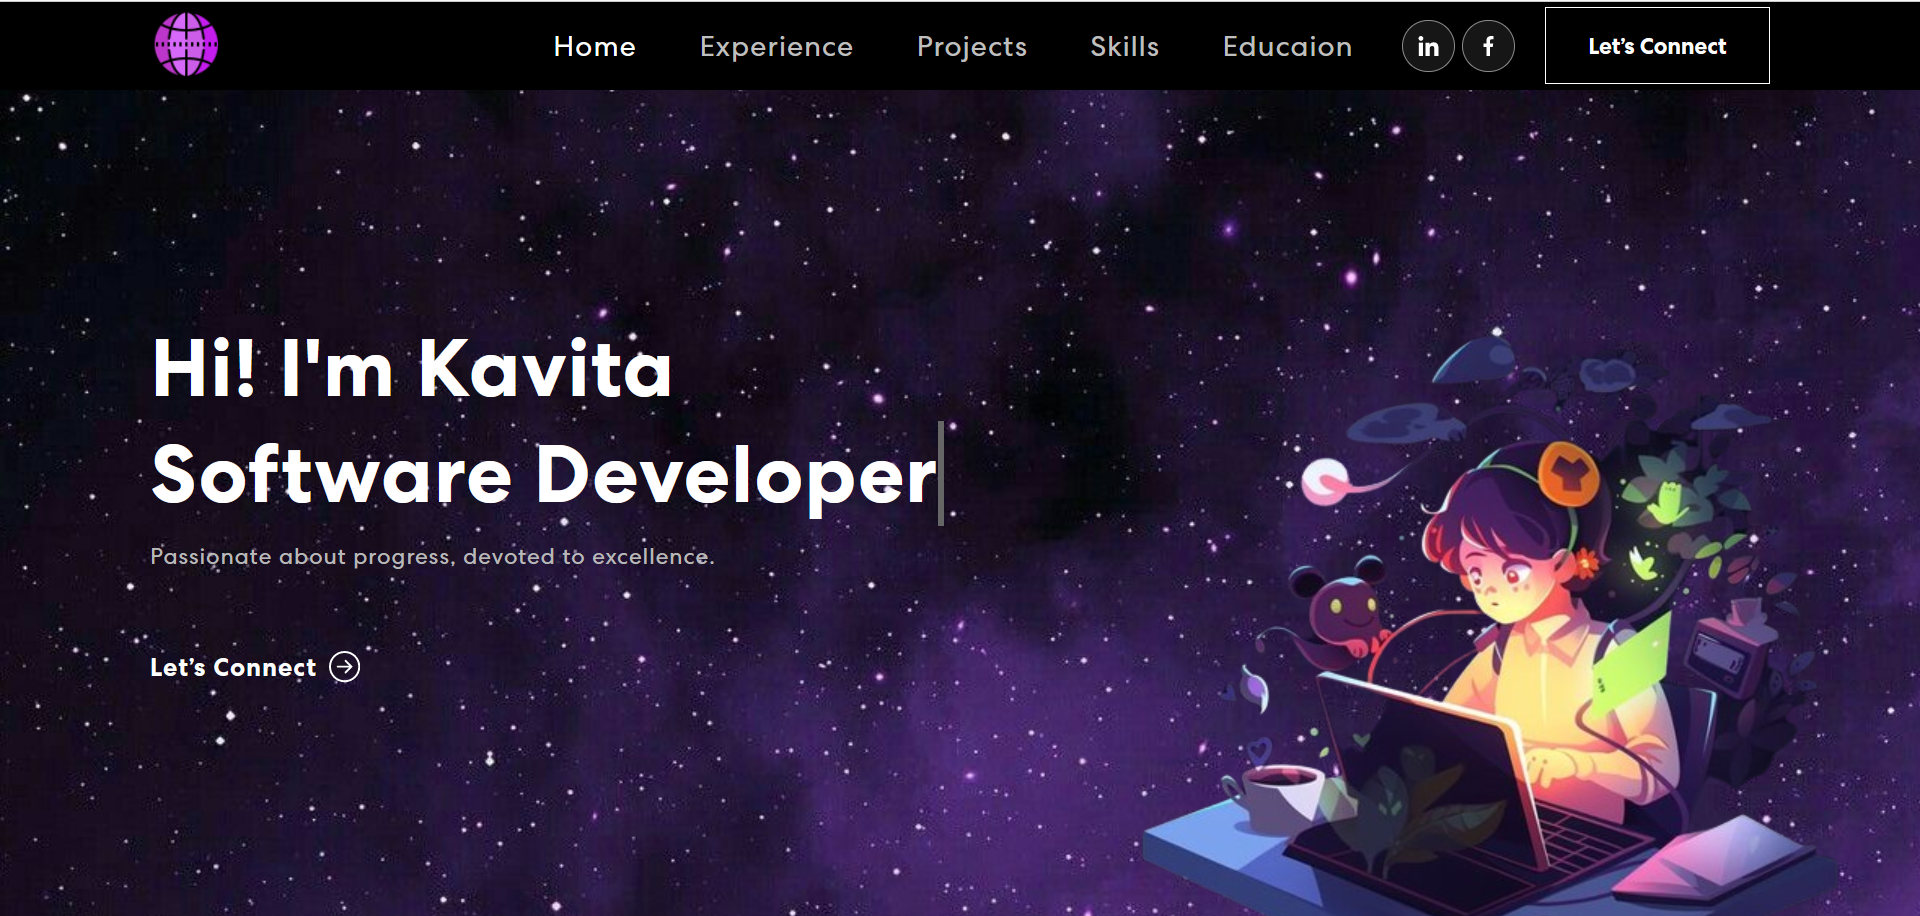 Home Experience Projects Skills Educaion in f Let’s Connect
Hi! I'm Kavita
Software Developer
Passionate about progress, devoted to excellence.
Let’s Connect